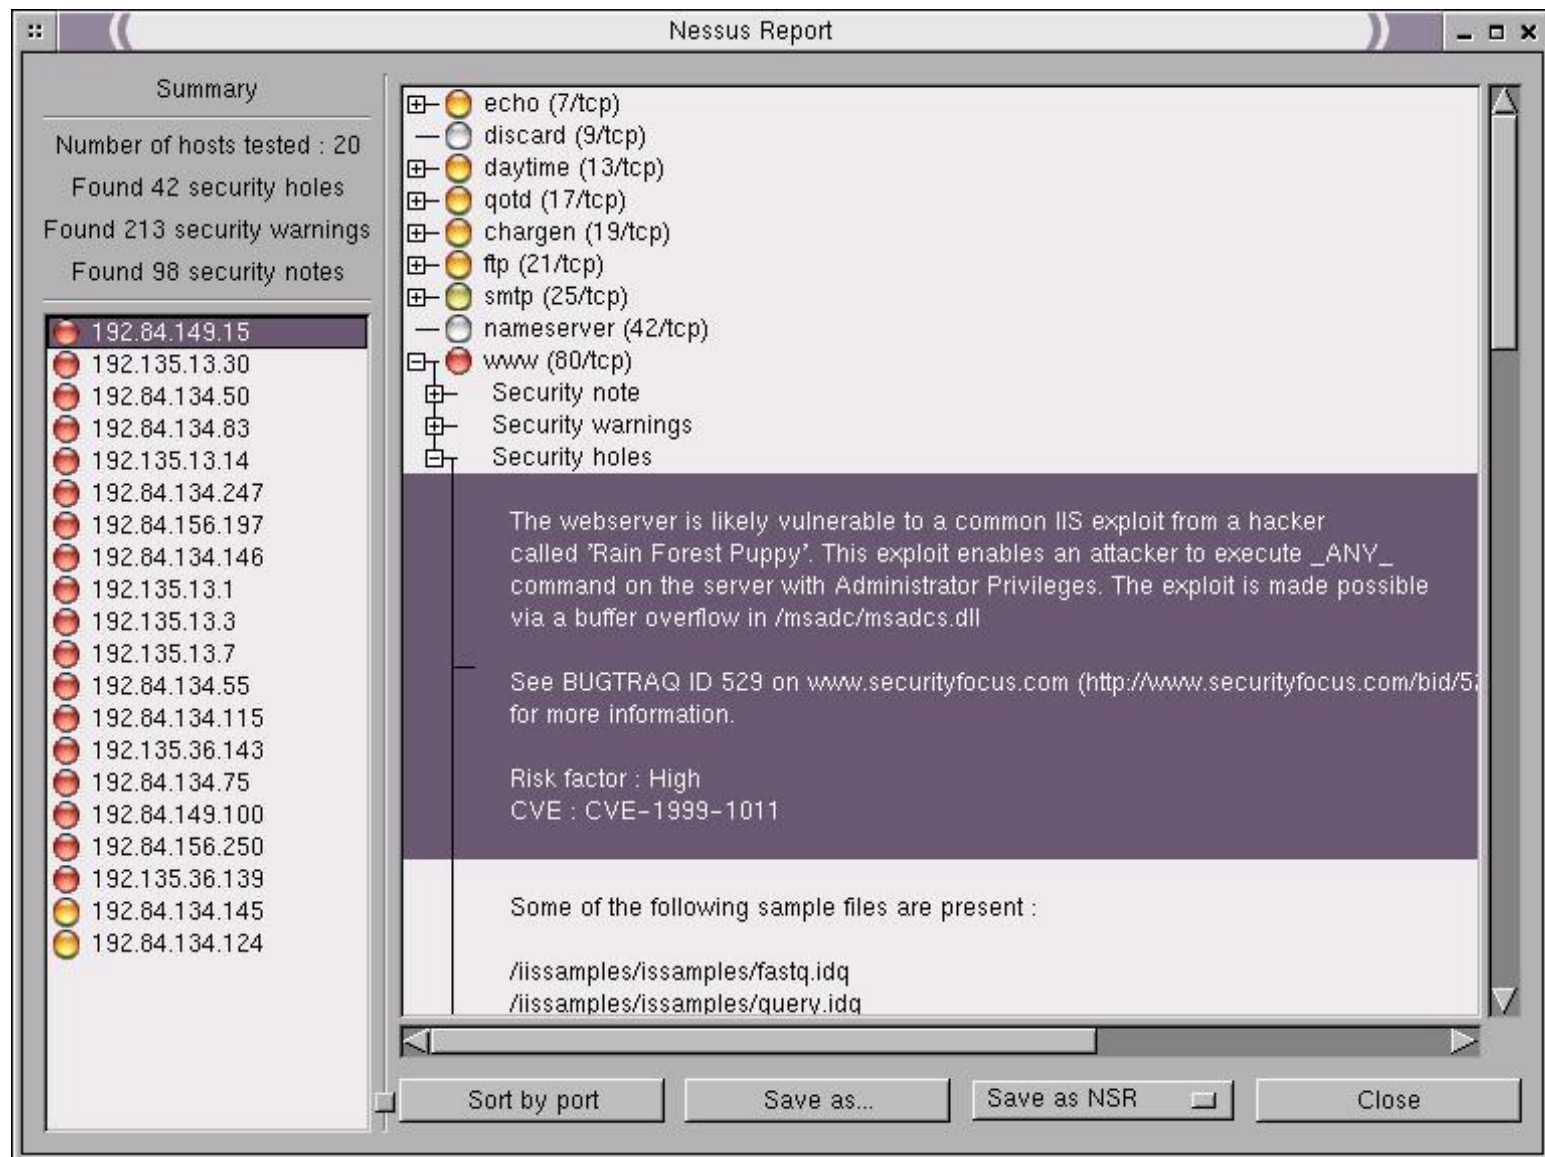 Nessus Report
Summary
Number of hosts tested : 20
Found 42 security holes
Found 213 security warnings
Found 98 security notes
192.84.149.15
192.135.13.30
192.84.134.50
192.84.134.83
192.135.13.14
192.84.134.247
192.84.156.197
192.84.134.146
192.135.13.1
192.135.13.3
192.135.13.7
192.84.134.55
192.84.134.115
192.135.36.143
192.84.134.75
192.84.149.100
192.84.156.250
192.135.36.139
192.84.134.145
192.84.134.124
echo (7/tcp)
discard (9/tcp)
daytime (13/tcp)
qotd (17/tcp)
chargen (19/tcp)
ftp (21/tcp)
smtp (25/tcp)
nameserver (42/tcp)
www (80/tcp)
Security note
Security warnings
Security holes
The webserver is likely vulnerable to a common IIS exploit from a hacker
called 'Rain Forest Puppy'. This exploit enables an attacker to execute _ANY_
command on the server with Administrator Privileges. The exploit is made possible
via a buffer overflow in /msadc/msadcs.dll
See BUGTRAQ ID 529 on www.securityfocus.com (http://www.securityfocus.com/bid/5
for more information.
Risk factor : High
CVE : CVE-1999-1011
Some of the following sample files are present :
/iissamples/issamples/fastq.idq
/iissamples/issamples/query.idq
Sort by port
Save as...
Save as NSR
Close